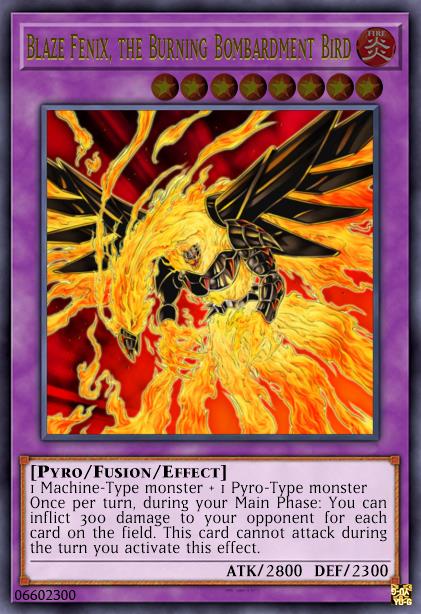 Blaze Fenix, the Burning Bombardment Bird
FIRE
炎
[Pyro/Fusion/Effect]
1 Machine-Type monster + 1 Pyro-Type monster
Once per turn, during your Main Phase: You can
inflict 300 damage to your opponent for each
card on the field. This card cannot attack during
the turn you activate this effect.
ATK/2800 DEF/2300
06602300